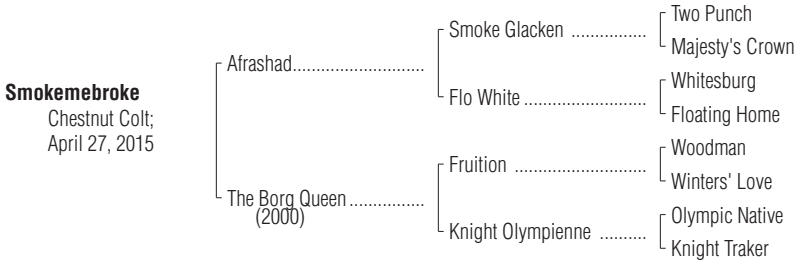 Two Punch
Smoke Glacken ................
Majesty's Crown
Afrashad............................
Smokemebroke
Whitesburg
Flo White ..........................
Chestnut Colt;
Floating Home
April 27, 2015
Woodman
Fruition ............................
Winters' Love
The Borg Queen ................
(2000)
Olympic Native
Knight Olympienne ..........
Knight Traker